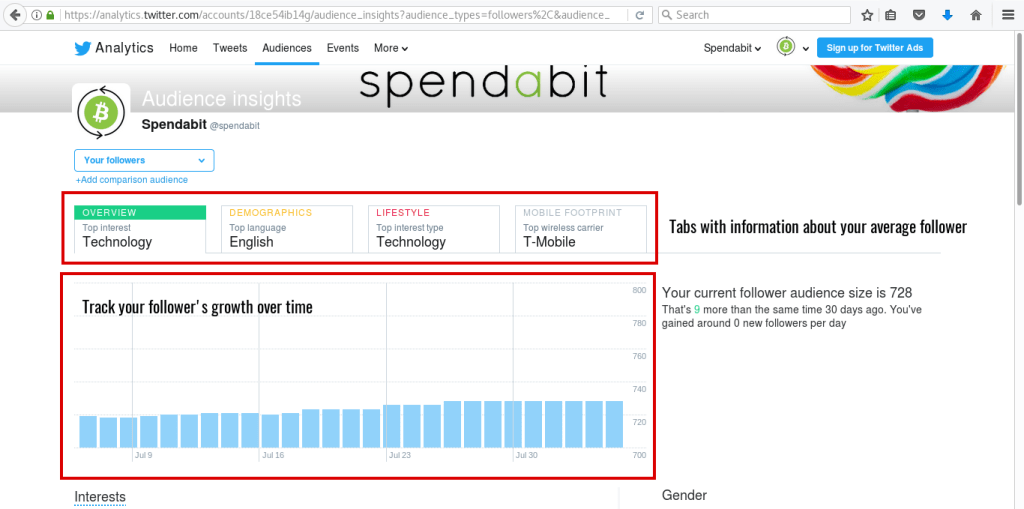 https://analytics.twitter.com/accounts/18ce54ib14g/audience_insights?audience_types=followers%2C&audience_
Search
Analytics Home Tweets Audiences Events More Spendabit Sign up for Twitter Ads
spendabit
Audience insights
Spendabit @spendabit
Your followers
+Add comparison audience
OVERVIEW DEMOGRAPHICS LIFESTYLE MOBILE FOOTPRINT
Top interest Top language Top interest type Top wireless carrier
Technology English Technology T-Mobile
Tabs with information about your average follower
Track your follower's growth over time
800
780
760
740
720
700
Jul 9 Jul 16 Jul 23 Jul 30
Your current follower audience size is 728
That's 9 more than the same time 30 days ago. You've
gained around 0 new followers per day
Interests
Gender